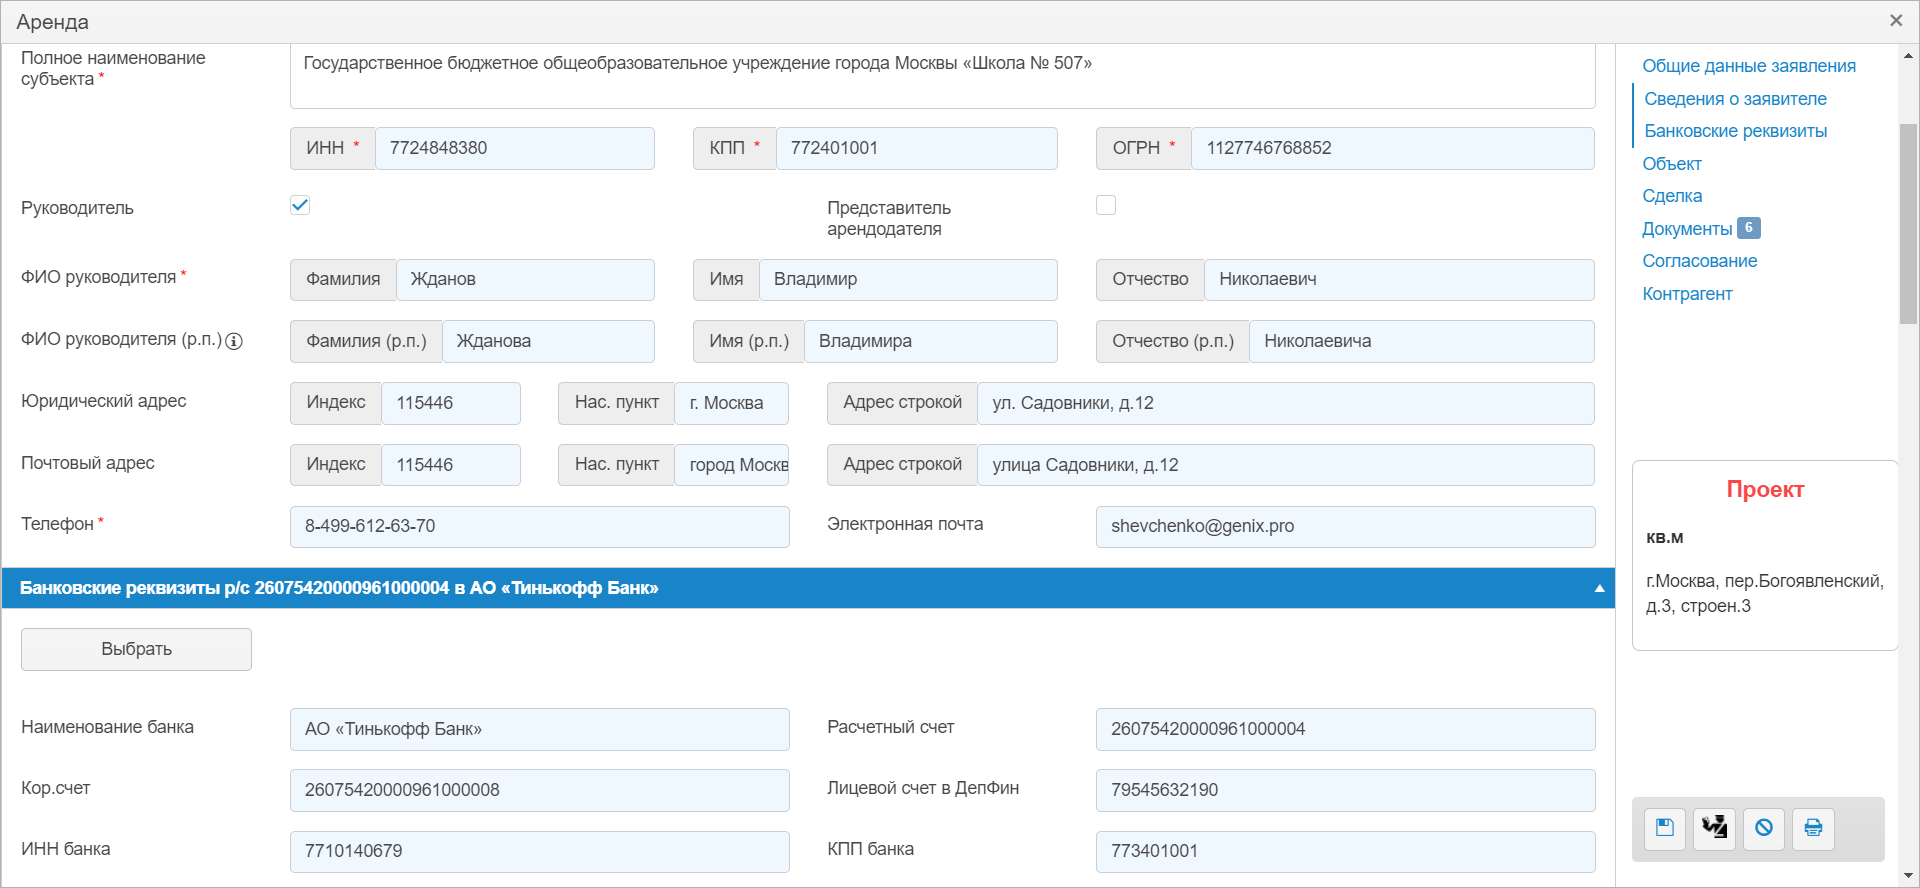 Аренда
Полное наименование
субъекта *
Государственное бюджетное общеобразовательное учреждение города Москвы «Школа № 507»
ИНН * 7724848380 КПП * 772401001 ОГРН * 1127746768852
Руководитель
Представитель
арендодателя
ФИО руководителя * Фамилия Жданов Имя Владимир Отчество Николаевич
ФИО руководителя (р.п.) Фамилия (р.п.) Жданова Имя (р.п.) Владимира Отчество (р.п.) Николаевича
Юридический адрес Индекс 115446 Нас. пункт г. Москва Адрес строкой ул. Садовники, д.12
Почтовый адрес Индекс 115446 Нас. пункт город Москв Адрес строкой улица Садовники, д.12
Телефон * 8-499-612-63-70 Электронная почта shevchenko@genix.pro
Банковские реквизиты р/с 26075420000961000004 в АО «Тинькофф Банк»
Выбрать
Наименование банка АО «Тинькофф Банк» Расчетный счет 26075420000961000004
Кор.счет 26075420000961000008 Лицевой счет в ДепФин 79545632190
ИНН банка 7710140679 КПП банка 773401001
Общие данные заявления
Сведения о заявителе
Банковские реквизиты
Объект
Сделка
Документы 6
Согласование
Контрагент
Проект
кв.м
г.Москва, пер.Богоявленский,
д.3, строен.3